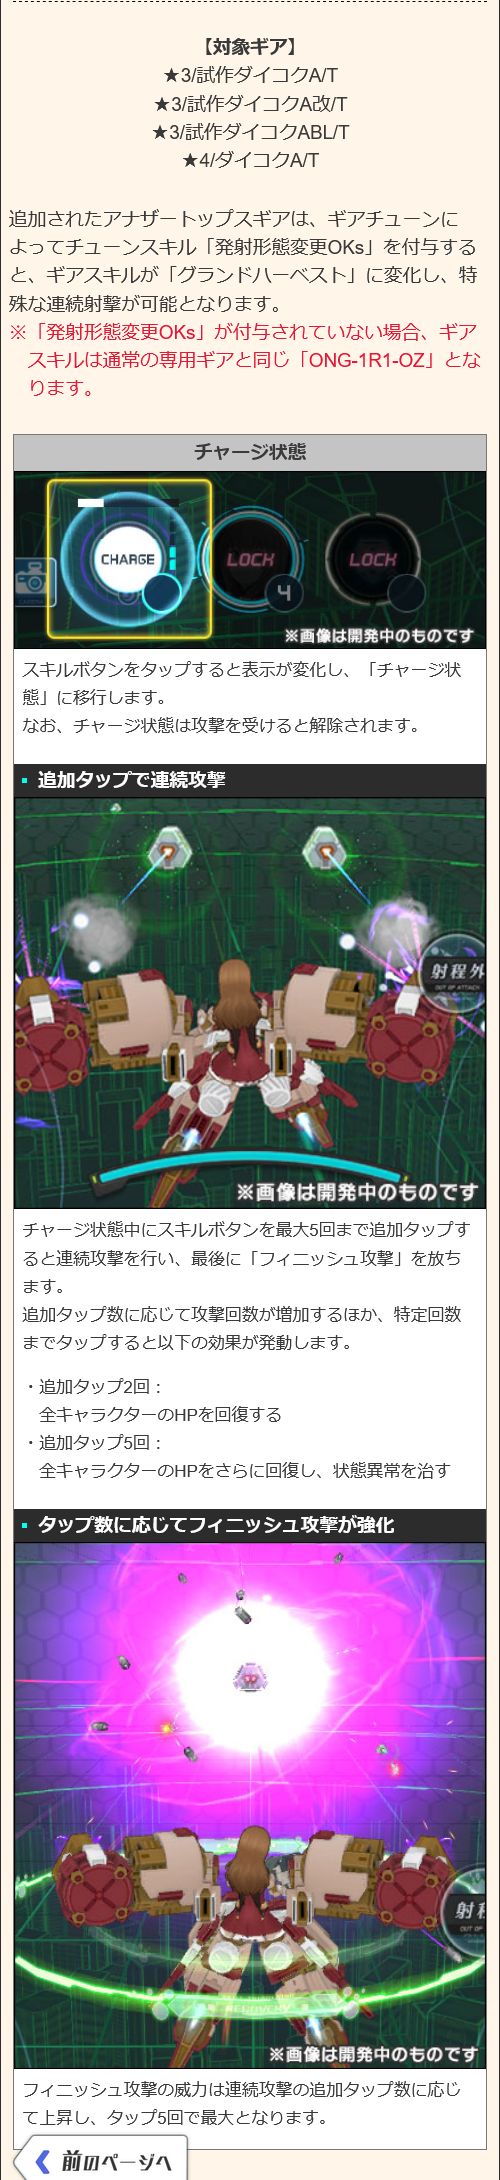 【対象ギア】
★3/試作ダイコクA/T
★3/試作ダイコクA改/T
★3/試作ダイコクABL/T
★4/ダイコクA/T
追加されたアナザートップスギアは、ギアチューンに
よってチューンスキル「発射形態変更OKs」を付与する
と、ギアスキルが「グランドハーベスト」に変化し、特
殊な連続射撃が可能となります。
※「発射形態変更OKs」が付与されていない場合、ギア
スキルは通常の専用ギアと同じ「ONG-1R1-OZ」とな
ります。
チャージ状態
CHARGE
LOCK
4
LOCK
※画像は開発中のものです
スキルボタンをタップすると表示が変化し、「チャージ状
態」に移行します。
なお、チャージ状態は攻撃を受けると解除されます。
追加タップで連続攻撃
射程外
OUT OF ATTACK
※画像は開発中のものです
チャージ状態中にスキルボタンを最大5回まで追加タップす
ると連続攻撃を行い、最後に「フィニッシュ攻撃」を放ち
ます。
追加タップ数に応じて攻撃回数が増加するほか、特定回数
までタップすると以下の効果が発動します。
・追加タップ2回：
全キャラクターのHPを回復する
・追加タップ5回：
全キャラクターのHPをさらに回復し、状態異常を治す
タップ数に応じてフィニッシュ攻撃が強化
射程
OUT OF
RECOVERY
※画像は開発中のものです
フィニッシュ攻撃の威力は連続攻撃の追加タップ数に応じ
て上昇し、タップ5回で最大となります。
前のページへ